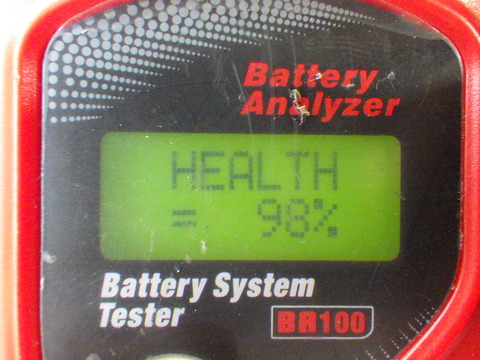 Battery
Analyzer
HEALTH
= 98%
Battery System
Tester
BA100